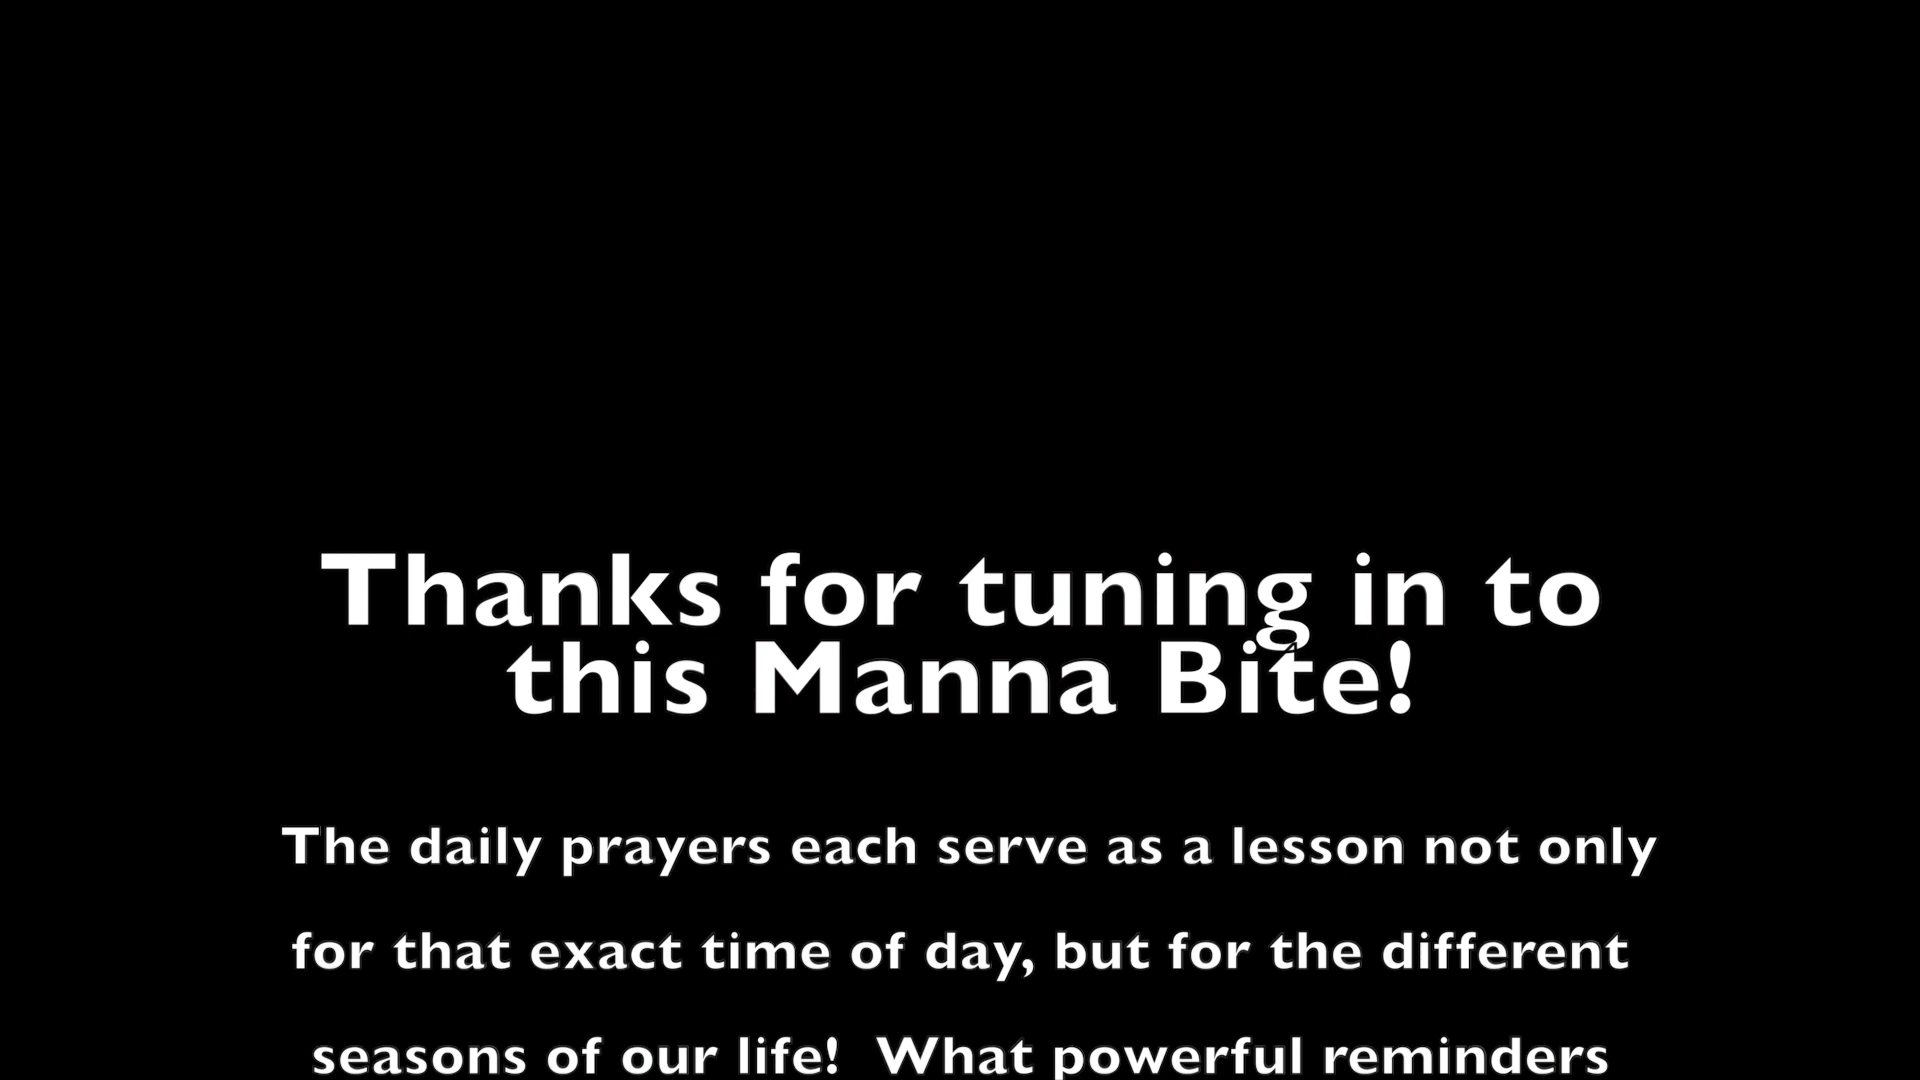 Thanks for tuning in to
this Manna Bite!
The daily prayers each serve as a lesson not only
for that exact time of day, but for the different
seasons of our life!  What powerful reminders